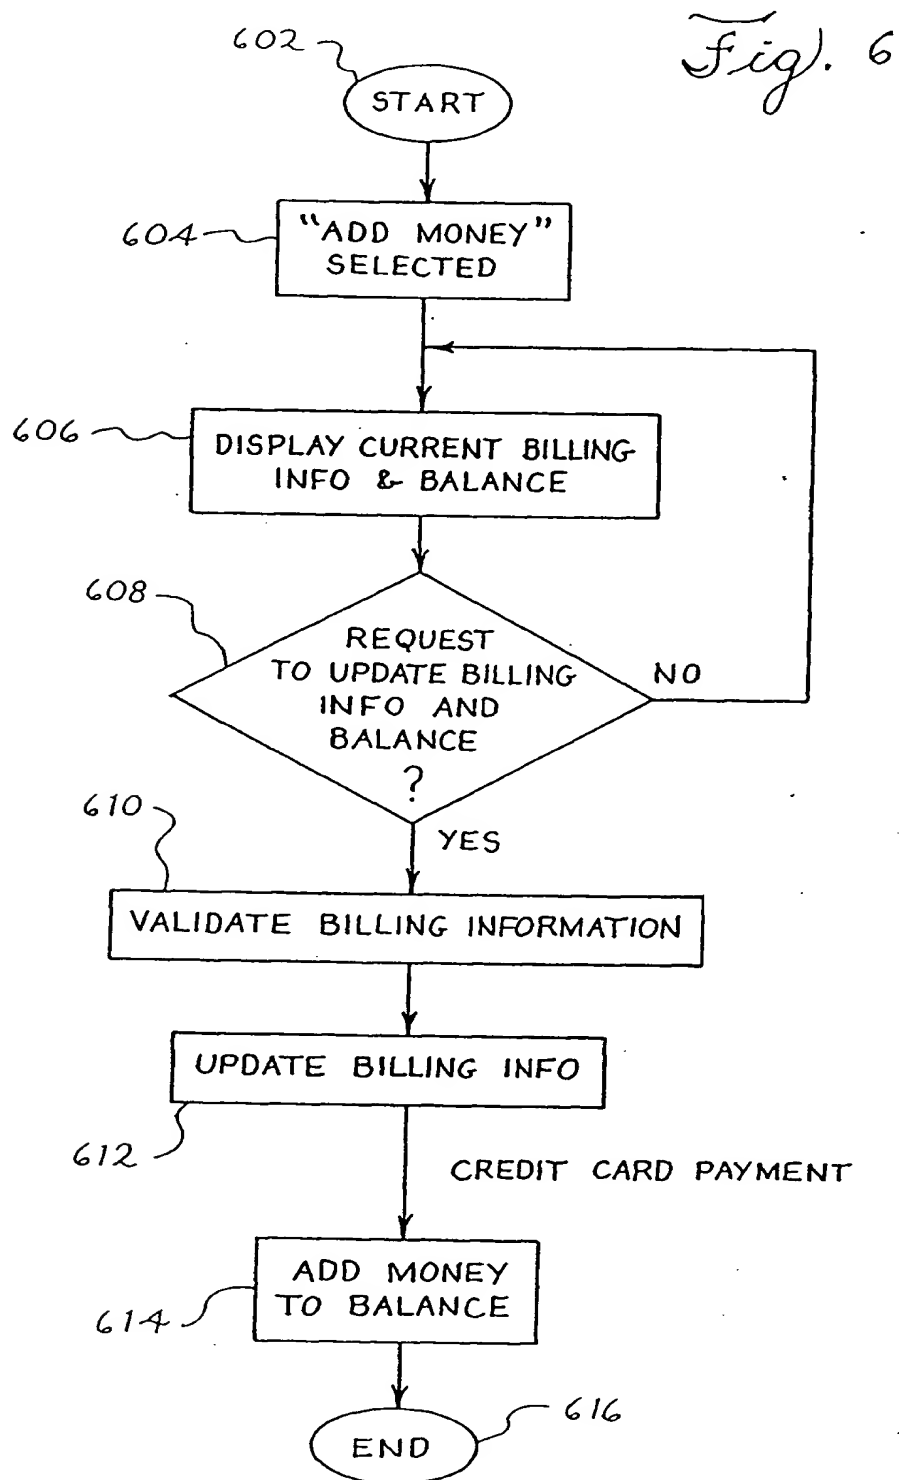 Fig. 6
602
START
604
"ADD MONEY"
SELECTED
606
DISPLAY CURRENT BILLING
INFO & BALANCE
608
REQUEST
TO UPDATE BILLING
INFO AND
BALANCE
?
NO
YES
610
VALIDATE BILLING INFORMATION
UPDATE BILLING INFO
612
CREDIT CARD PAYMENT
ADD MONEY
TO BALANCE
614
END
616